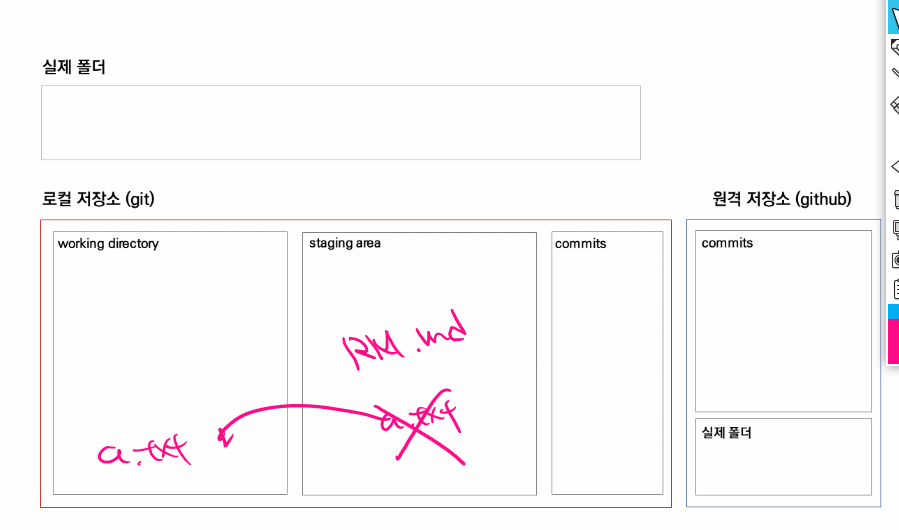 실제 폴더
로컬 저장소 (git)
원격 저장소 (github)
working directory
staging area
commits
commits
RM.md
a.txt
a.txt
실제 폴더